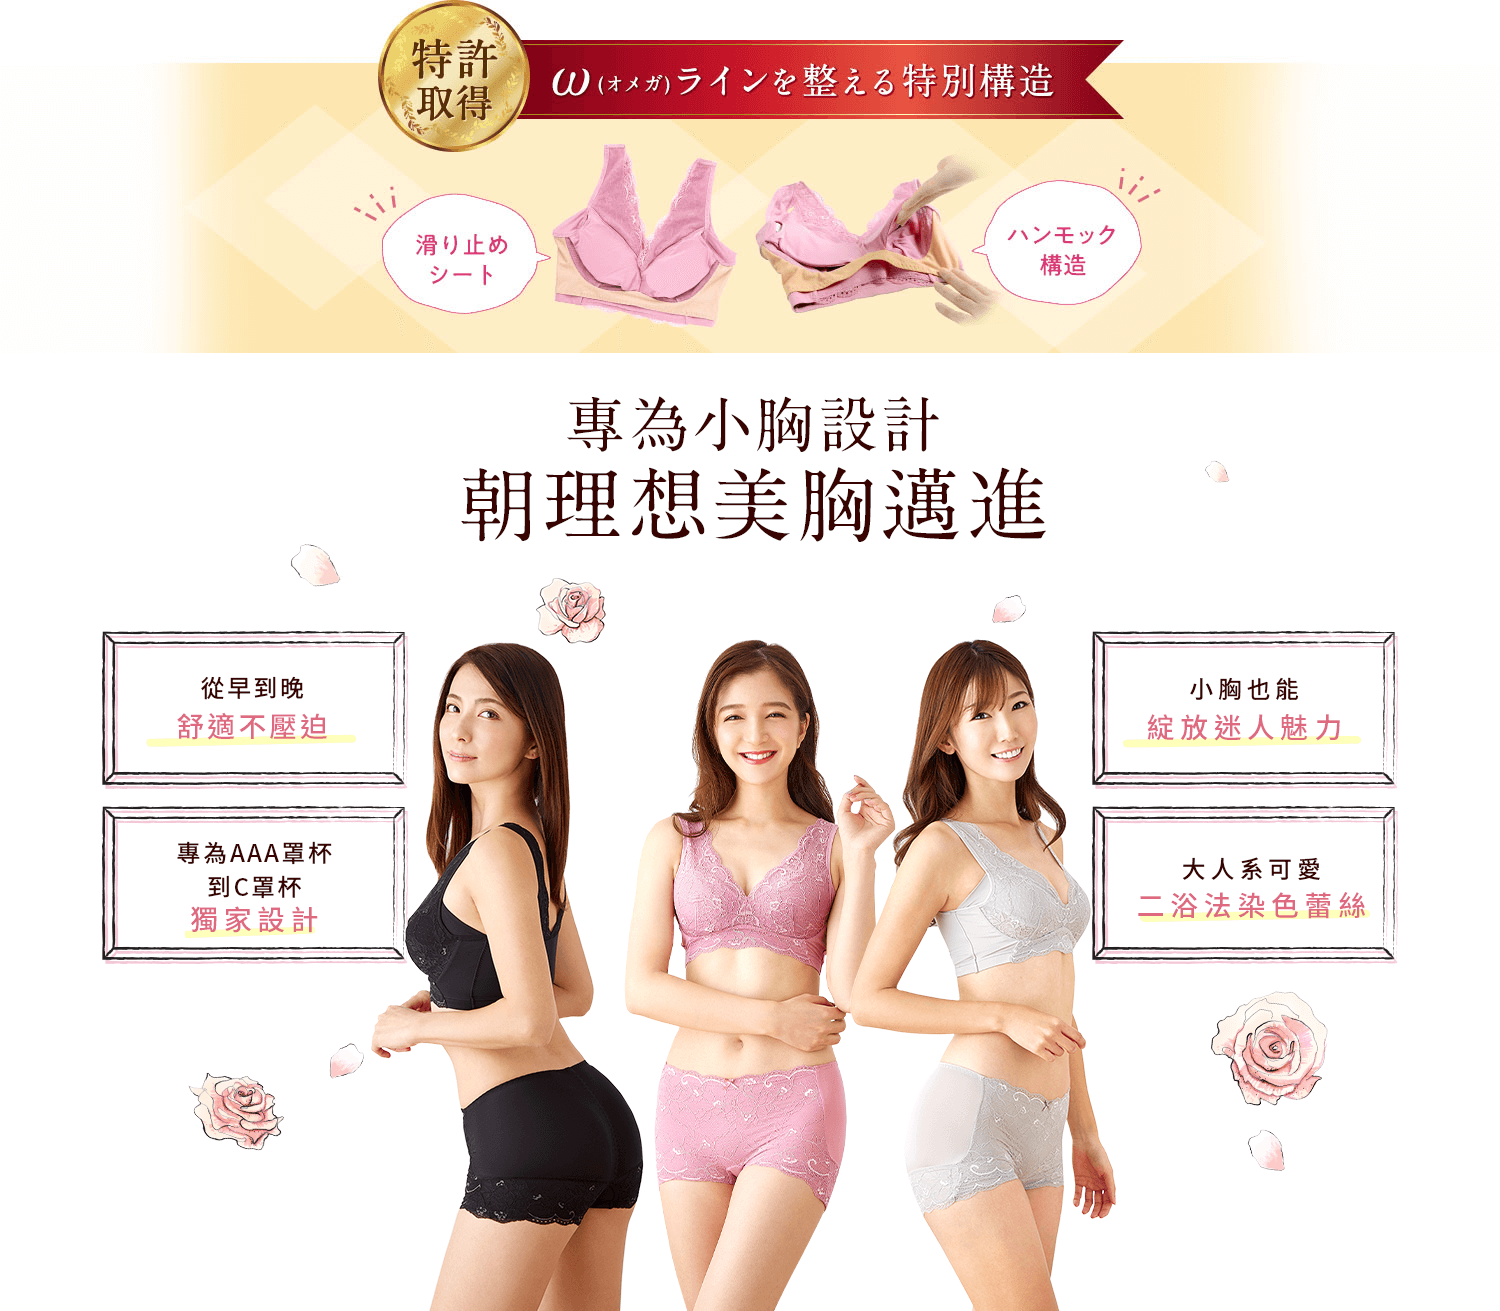 特許
取得
ω(オメガ)ラインを整える特別構造
滑り止め
シート
ハンモック
構造
專為小胸設計
朝理想美胸邁進
從早到晚
舒適不壓迫
專為AAA罩杯
到C罩杯
獨家設計
小胸也能
綻放迷人魅力
大人系可愛
二浴法染色蕾絲